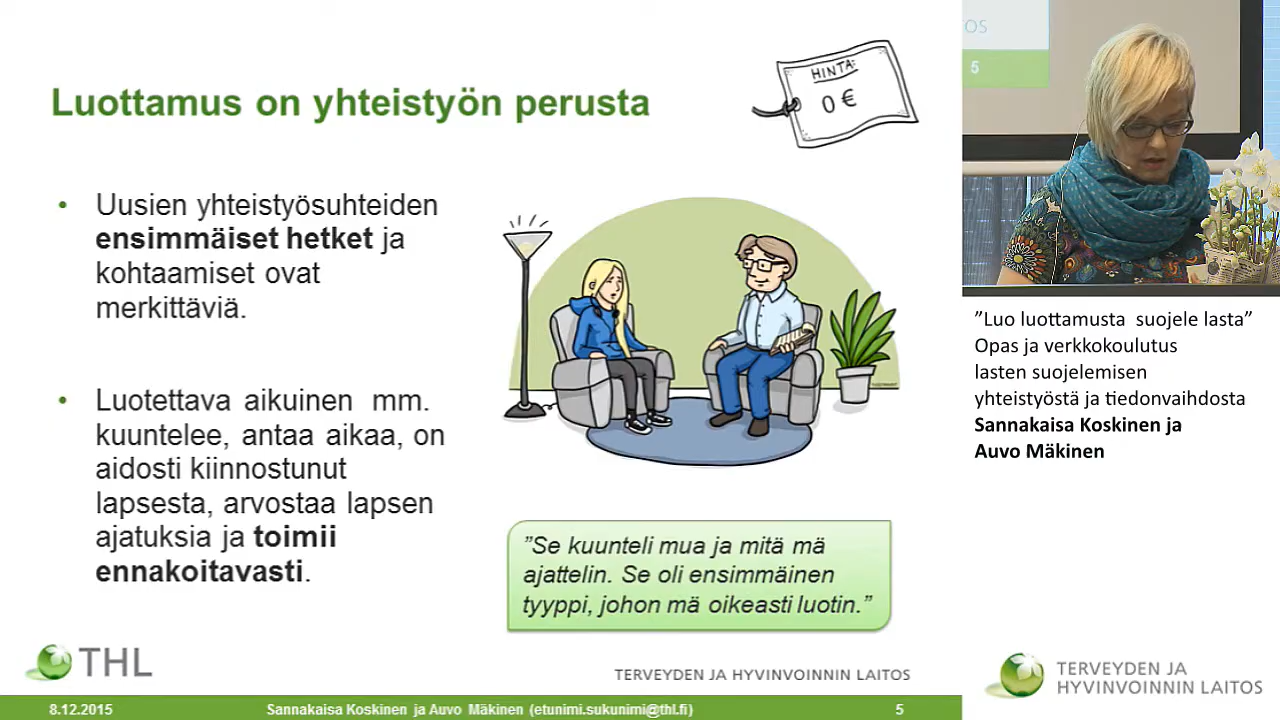 Luottamus on yhteistyön perusta
HINTA:
0 €
• Uusien yhteistyösuhteiden
ensimmäiset hetket ja
kohtaamiset ovat
merkittäviä.
• Luotettava aikuinen mm.
kuuntelee, antaa aikaa, on
aidosti kiinnostunut
lapsesta, arvostaa lapsen
ajatuksia ja toimii
ennakoitavasti.
”Se kuunteli mua ja mitä mä
ajattelin. Se oli ensimmäinen
tyyppi, johon mä oikeasti luotin.”
THL
TERVEYDEN JA HYVINVOINNIN LAITOS
8.12.2015
Sannakaisa Koskinen ja Auvo Mäkinen (etunimi.sukunimi@thl.fi)
5
TOS
5
”Luo luottamusta suojele lasta”
Opas ja verkkokoulutus
lasten suojelemisen
yhteistyöstä ja tiedonvaihdosta
Sannakaisa Koskinen ja
Auvo Mäkinen
TERVEYDEN JA
HYVINVOINNIN LAITOS